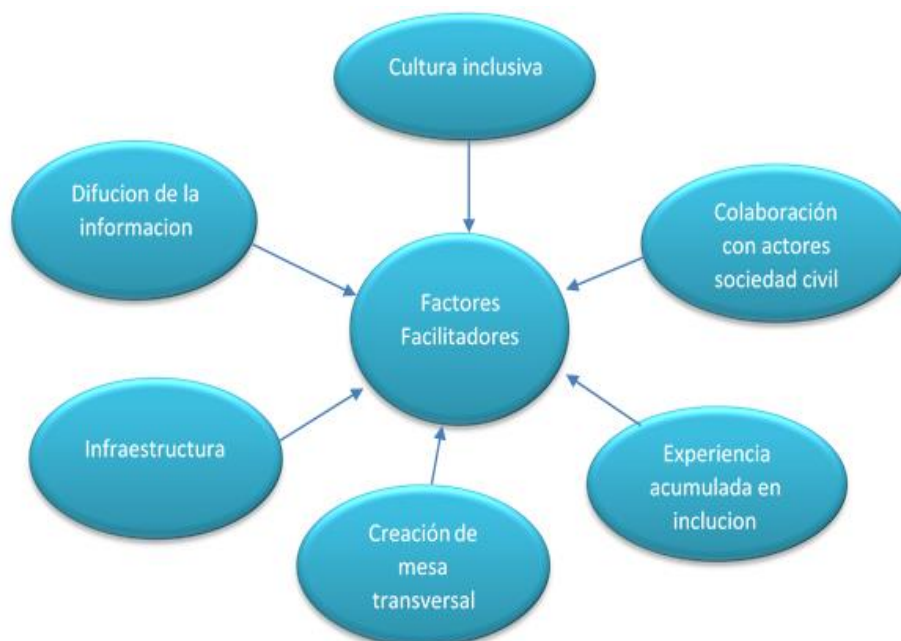 Cultura inclusiva
Difucion de la
informacion
Colaboración
con actores
sociedad civil
Factores
Facilitadores
Infraestructura
Experiencia
acumulada en
inclucion
Creación de
mesa
transversal